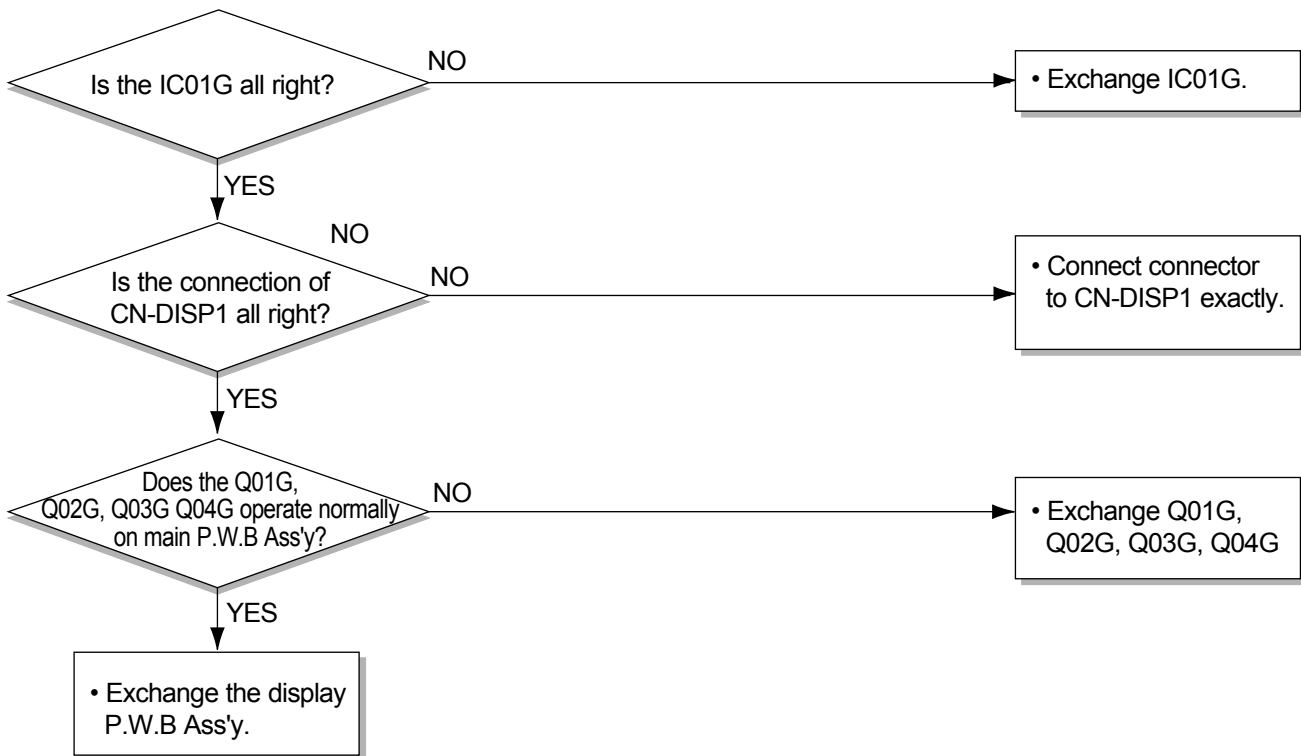 Is the IC01G all right?
NO
• Exchange IC01G.
YES
NO
Is the connection of
CN-DISP1 all right?
NO
• Connect connector
to CN-DISP1 exactly.
YES
Does the Q01G,
Q02G, Q03G Q04G operate normally
on main P.W.B Ass'y?
NO
• Exchange Q01G,
Q02G, Q03G, Q04G
YES
• Exchange the display
P.W.B Ass'y.